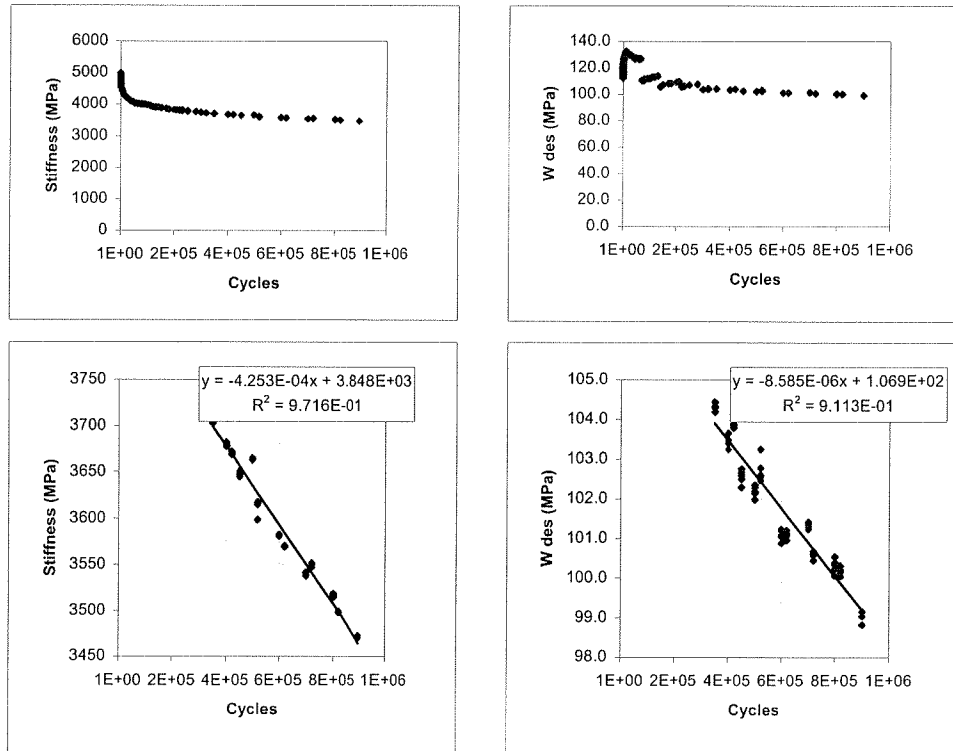 6000
5000
4000
3000
2000
1000
0
Stiffness (MPa)
1E+00 2E+05 4E+05 6E+05 8E+05 1E+06
Cycles
140.0
120.0
100.0
80.0
60.0
40.0
20.0
0.0
W des (MPa)
1E+00 2E+05 4E+05 6E+05 8E+05 1E+06
Cycles
3750
3700
3650
3600
3550
3500
3450
Stiffness (MPa)
y = -4.253E-04x + 3.848E+03
R² = 9.716E-01
1E+00 2E+05 4E+05 6E+05 8E+05 1E+06
Cycles
105.0
104.0
103.0
102.0
101.0
100.0
99.0
98.0
W des (MPa)
y = -8.585E-06x + 1.069E+02
R² = 9.113E-01
1E+00 2E+05 4E+05 6E+05 8E+05 1E+06
Cycles